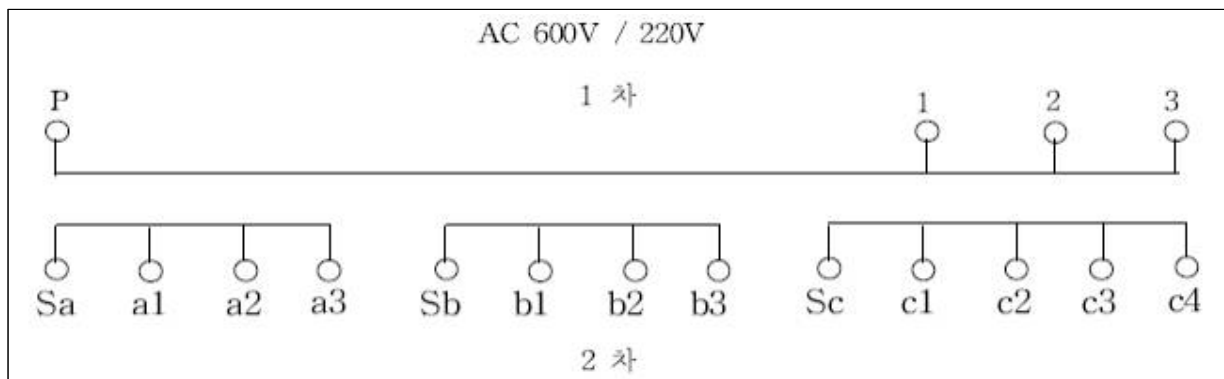 AC 600V / 220V
1 차
P 1 2 3
Sa a1 a2 a3 Sb b1 b2 b3 Sc c1 c2 c3 c4
2 차